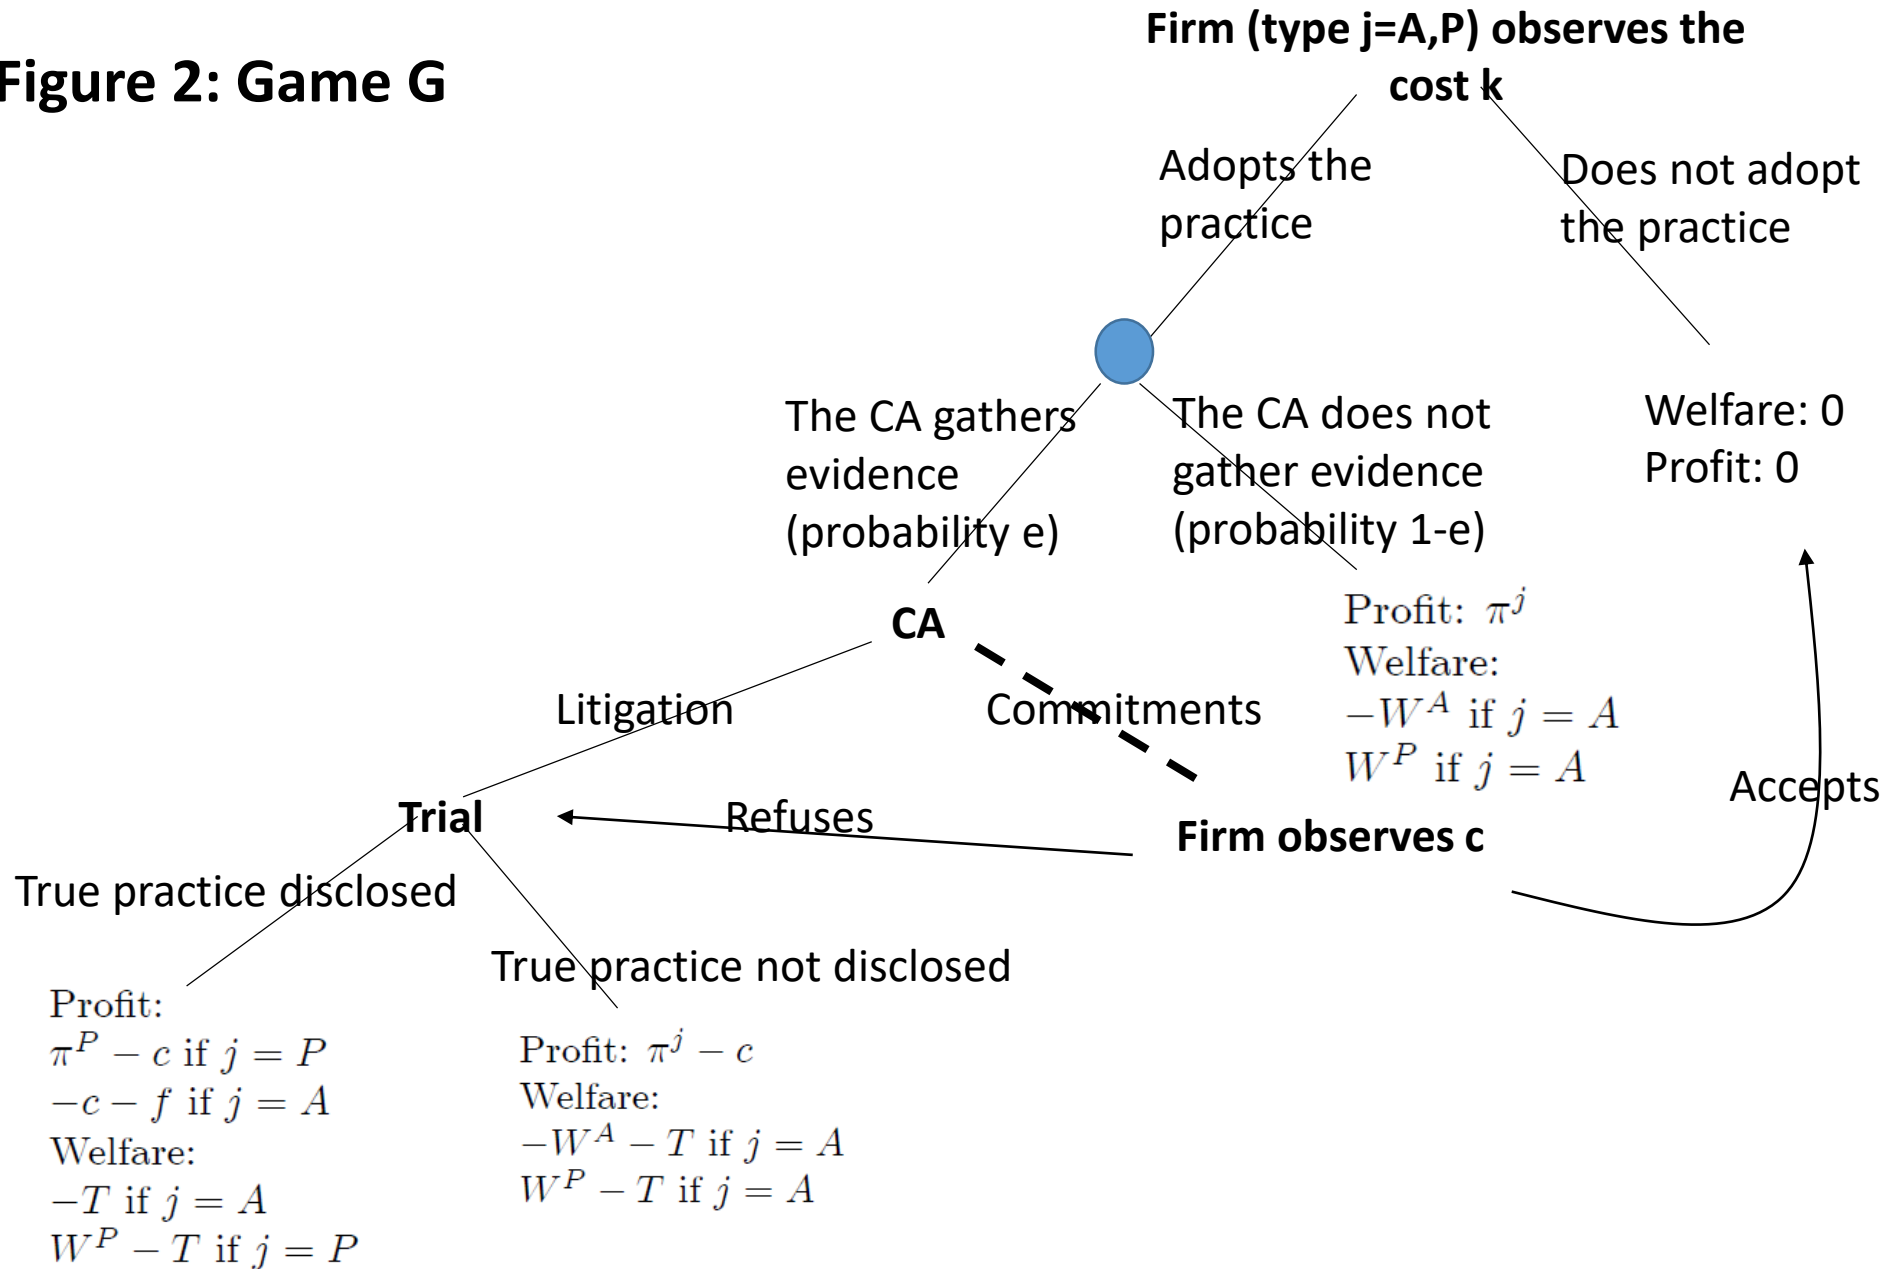 Firm (type j=A,P) observes the
cost k
Figure 2: Game G
Adopts the
practice
Does not adopt
the practice
The CA gathers
evidence
(probability e)
The CA does not
gather evidence
(probability 1-e)
Welfare: 0
Profit: 0
CA
Profit: π^j
Welfare:
−W^A if j = A
W^P if j = A
Litigation
Commitments
Accepts
Trial
Refuses
Firm observes c
True practice disclosed
True practice not disclosed
Profit:
π^P − c if j = P
−c − f if j = A
Welfare:
−T if j = A
W^P − T if j = P
Profit: π^j − c
Welfare:
−W^A − T if j = A
W^P − T if j = A